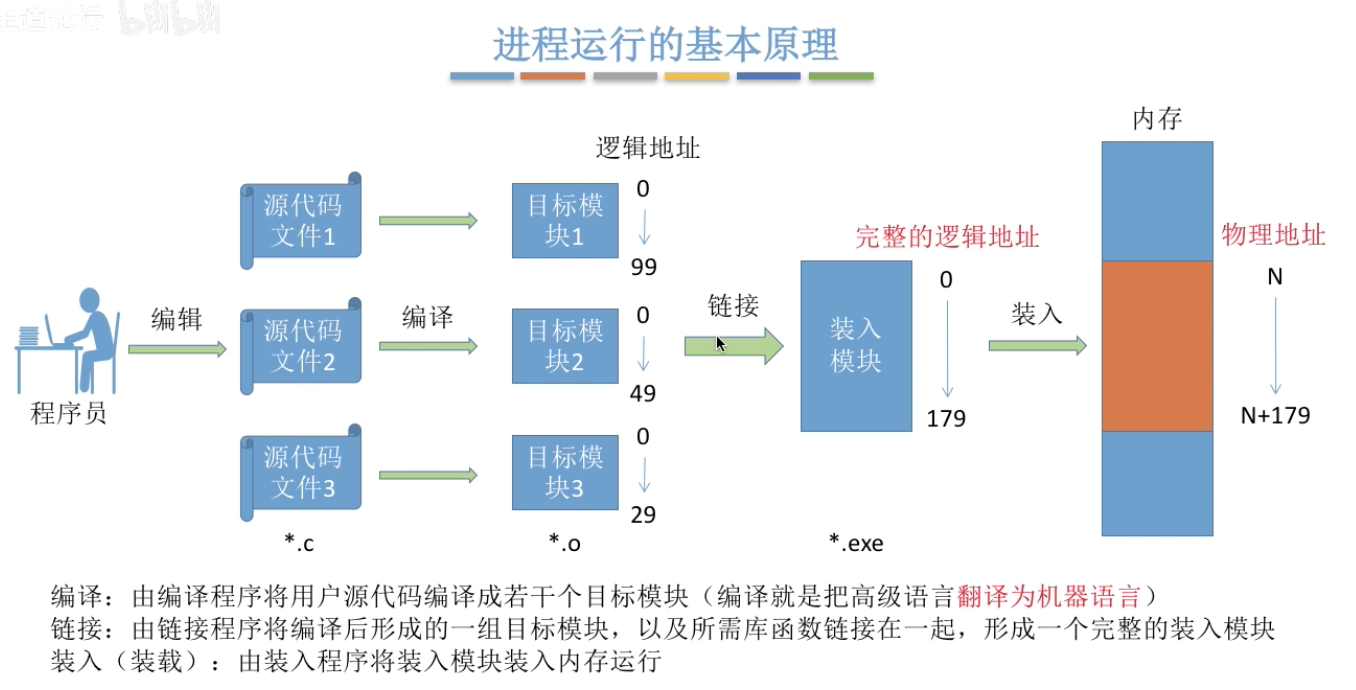 bilibili
进程运行的基本原理
内存
逻辑地址
源代码
文件1
目标模
块1
0
99
完整的逻辑地址
物理地址
编辑
源代码
文件2
编译
目标模
块2
0
49
链接
装入
模块
0
179
装入
N
N+179
程序员
源代码
文件3
目标模
块3
0
29
*.c
*.o
*.exe
编译：由编译程序将用户源代码编译成若干个目标模块（编译就是把高级语言翻译为机器语言）
链接：由链接程序将编译后形成的一组目标模块，以及所需库函数链接在一起，形成一个完整的装入模块
装入（装载）：由装入程序将装入模块装入内存运行